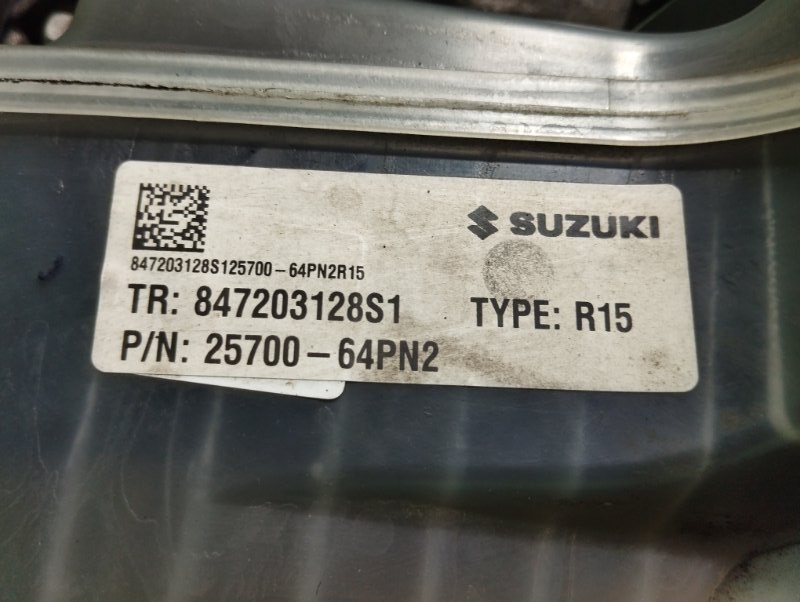 SUZUKI
847203128S125700-64PN2R15
TR: 847203128S1 TYPE: R15
P/N: 25700-64PN2